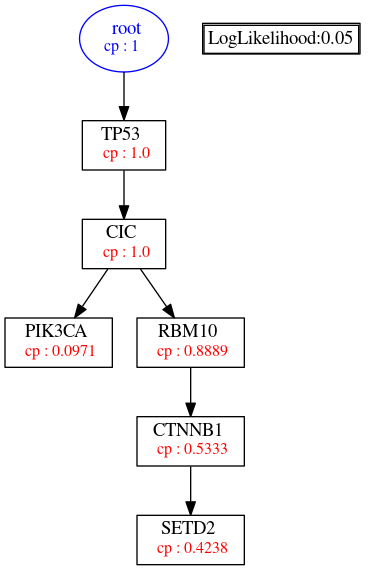 root
cp : 1
LogLikelihood:0.05
TP53
cp : 1.0
CIC
cp : 1.0
PIK3CA
cp : 0.0971
RBM10
cp : 0.8889
CTNNB1
cp : 0.5333
SETD2
cp : 0.4238